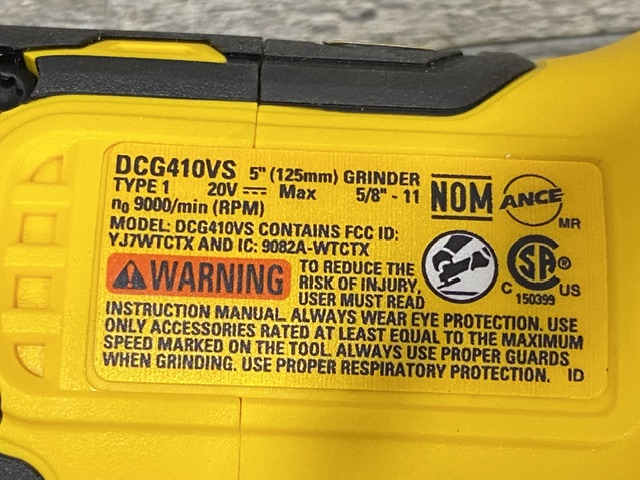 DCG410VS 5" (125mm) GRINDER
TYPE 1 20V Max 5/8" - 11
n0 9000/min (RPM)
NOM
ANCE
MR
MODEL: DCG410VS CONTAINS FCC ID:
YJ7WTCTX AND IC: 9082A-WTCTX
WARNING
TO REDUCE THE
RISK OF INJURY,
USER MUST READ
C SA ® US
150399
INSTRUCTION MANUAL. ALWAYS WEAR EYE PROTECTION. USE
ONLY ACCESSORIES RATED AT LEAST EQUAL TO THE MAXIMUM
SPEED MARKED ON THE TOOL. ALWAYS USE PROPER GUARDS
WHEN GRINDING. USE PROPER RESPIRATORY PROTECTION. ID